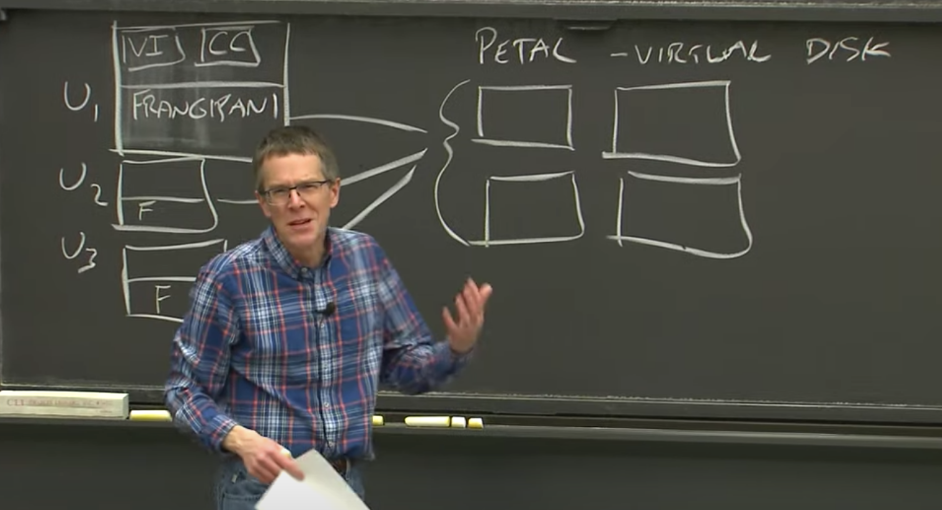 VI CC
PETAL - VIRTUAL DISK
U1
FRANGIPANI
U2
F
U3
F